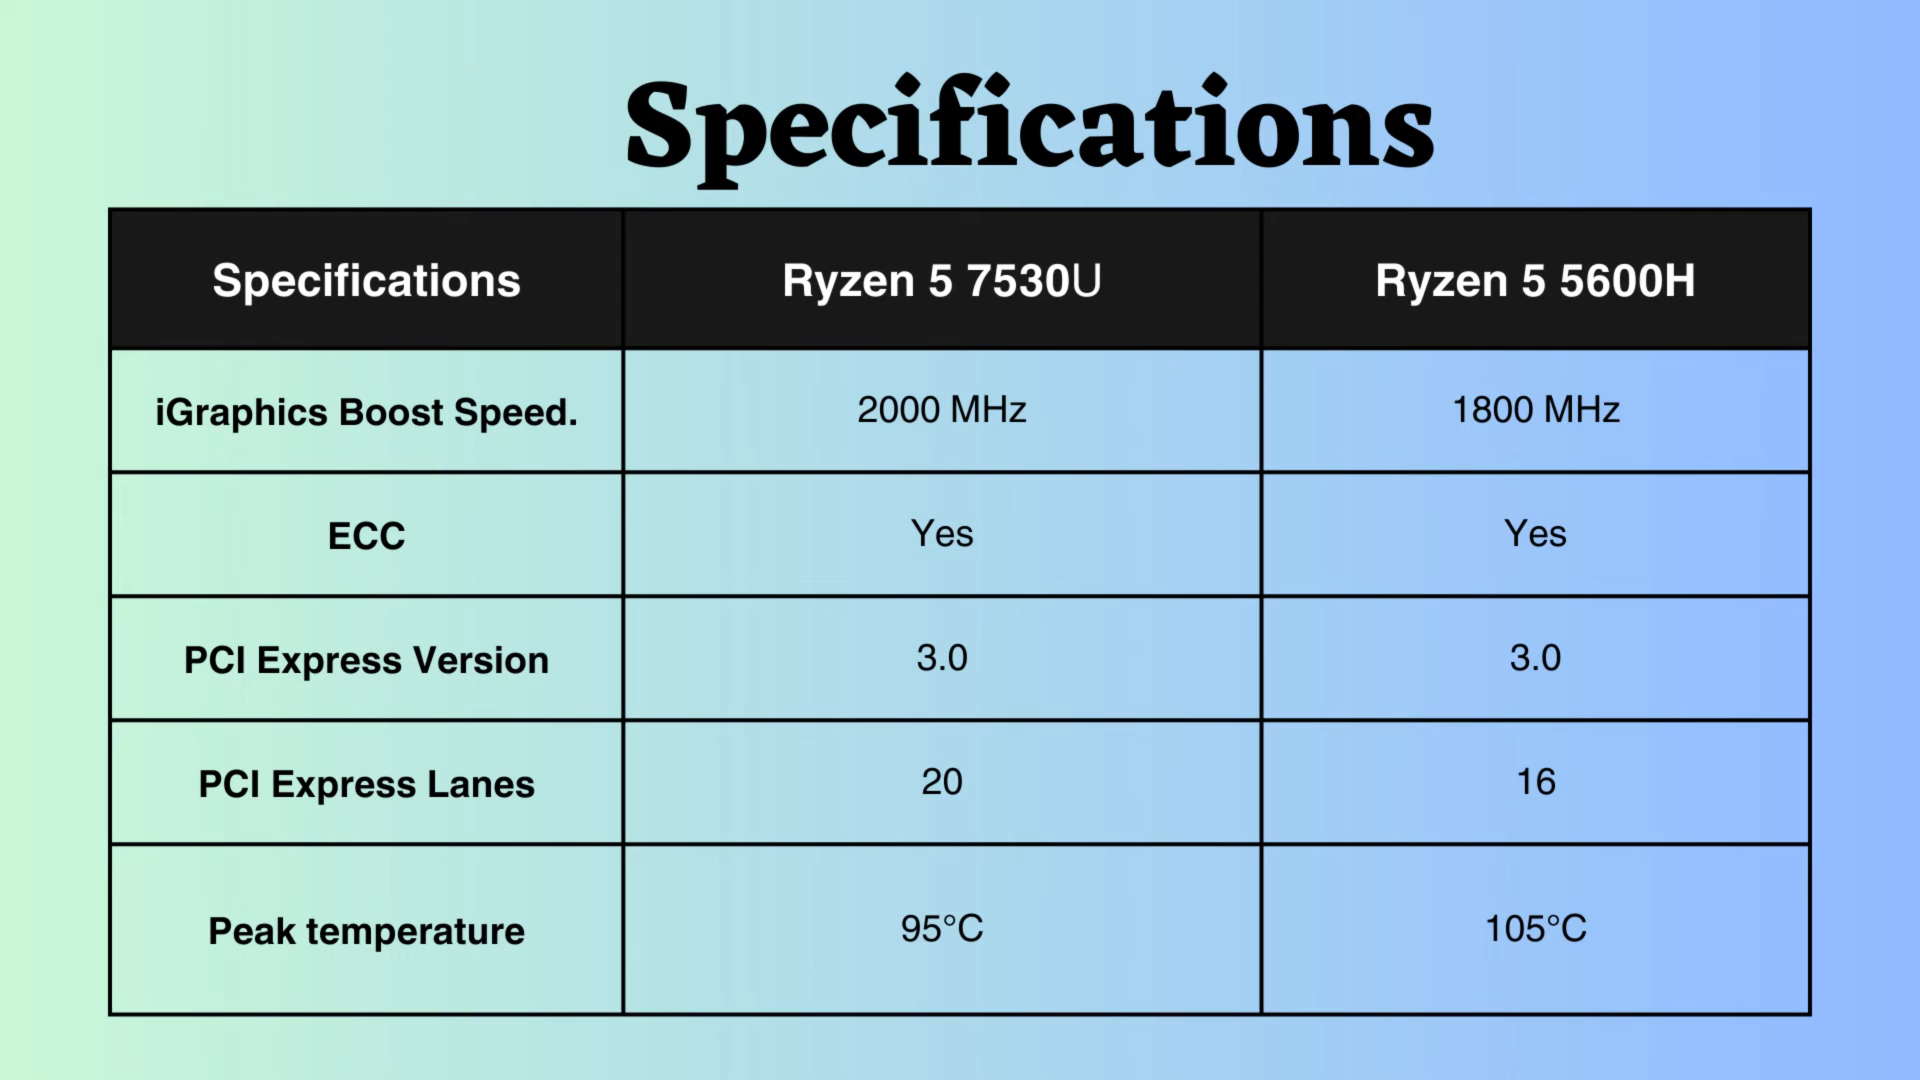 Specifications
Specifications Ryzen 5 7530U Ryzen 5 5600H
iGraphics Boost Speed. 2000 MHz 1800 MHz
ECC Yes Yes
PCI Express Version 3.0 3.0
PCI Express Lanes 20 16
Peak temperature 95°C 105°C